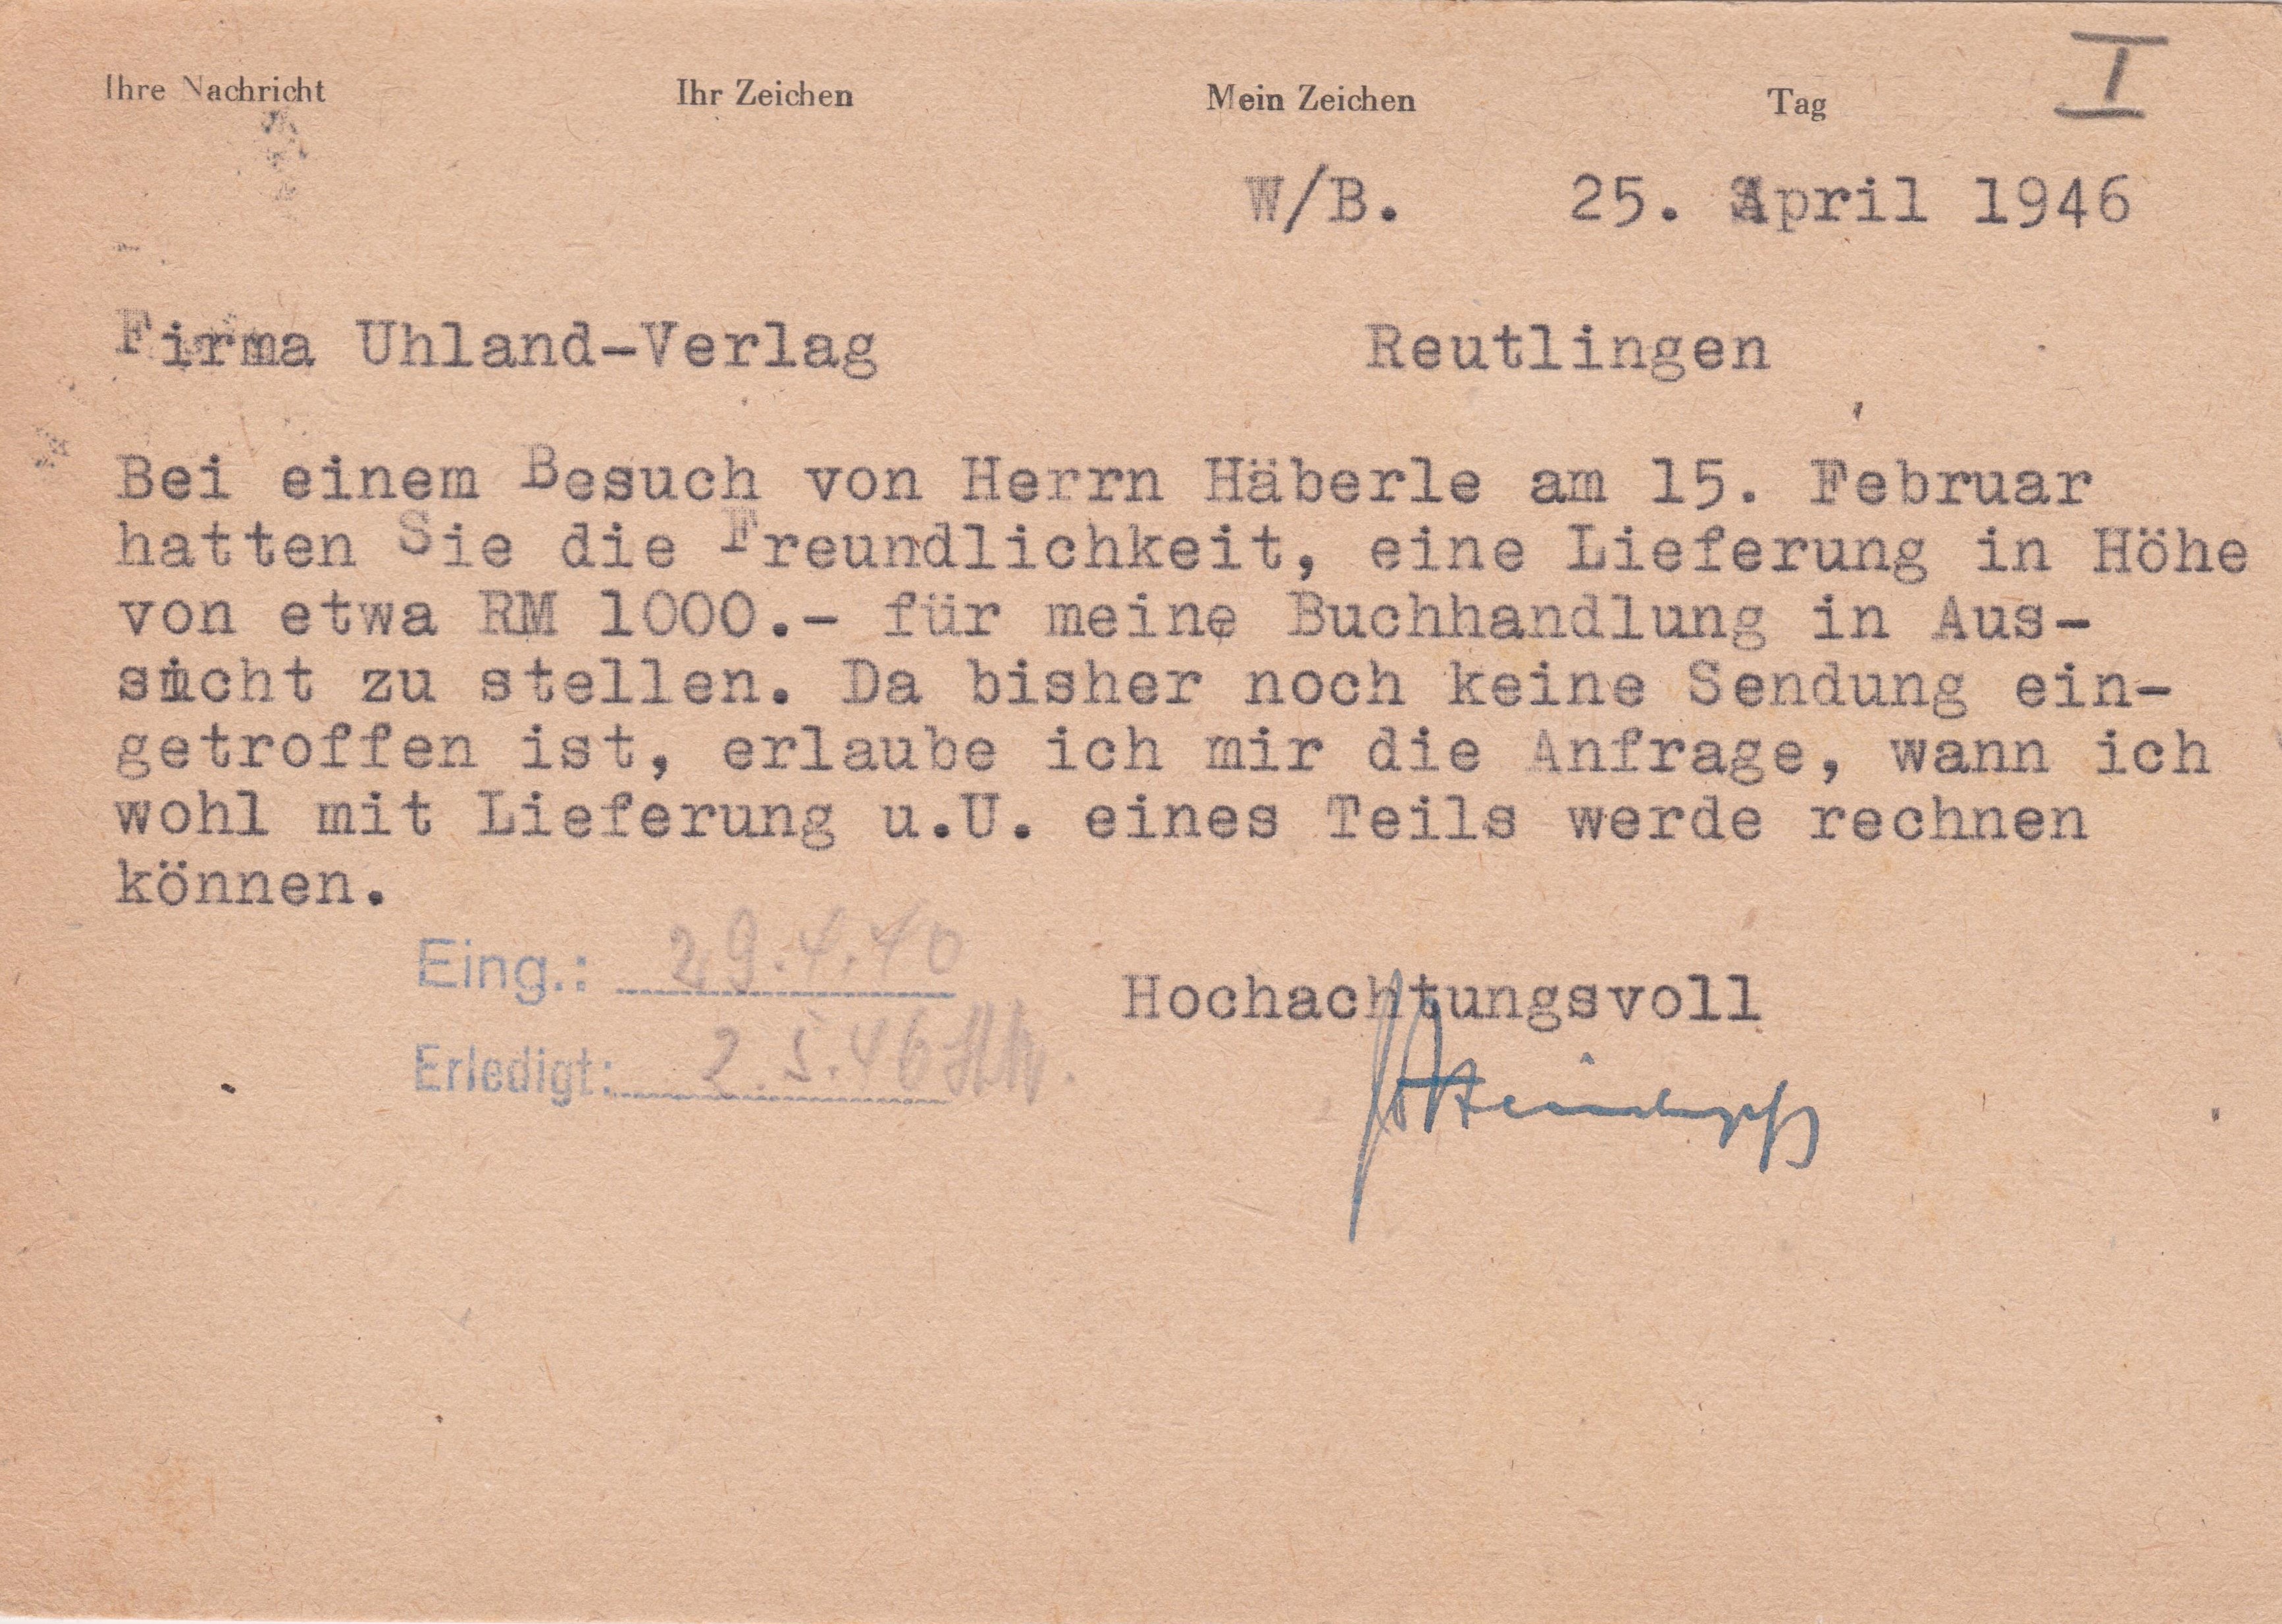 I
Ihre Nachricht Ihr Zeichen Mein Zeichen Tag
W/B. 25. April 1946
Firma Uhland-Verlag Reutlingen
Bei einem Besuch von Herrn Häberle am 15. Februar
hatten Sie die Freundlichkeit, eine Lieferung in Höhe
von etwa RM 1000.- für meine Buchhandlung in Aus-
sicht zu stellen. Da bisher noch keine Sendung ein-
getroffen ist, erlaube ich mir die Anfrage, wann ich
wohl mit Lieferung u.U. eines Teils werde rechnen
können.
Eing.: 29.4.
Hochachtungsvoll
Erledigt: 2.5.46